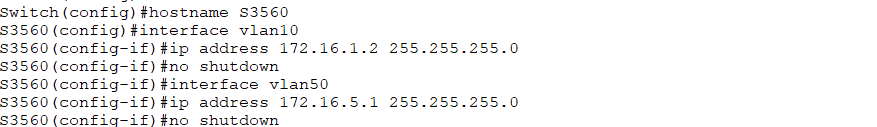 Switch(config)#hostname S3560
S3560(config)#interface vlan10
S3560(config-if)#ip address 172.16.1.2 255.255.255.0
S3560(config-if)#no shutdown
S3560(config-if)#interface vlan50
S3560(config-if)#ip address 172.16.5.1 255.255.255.0
S3560(config-if)#no shutdown